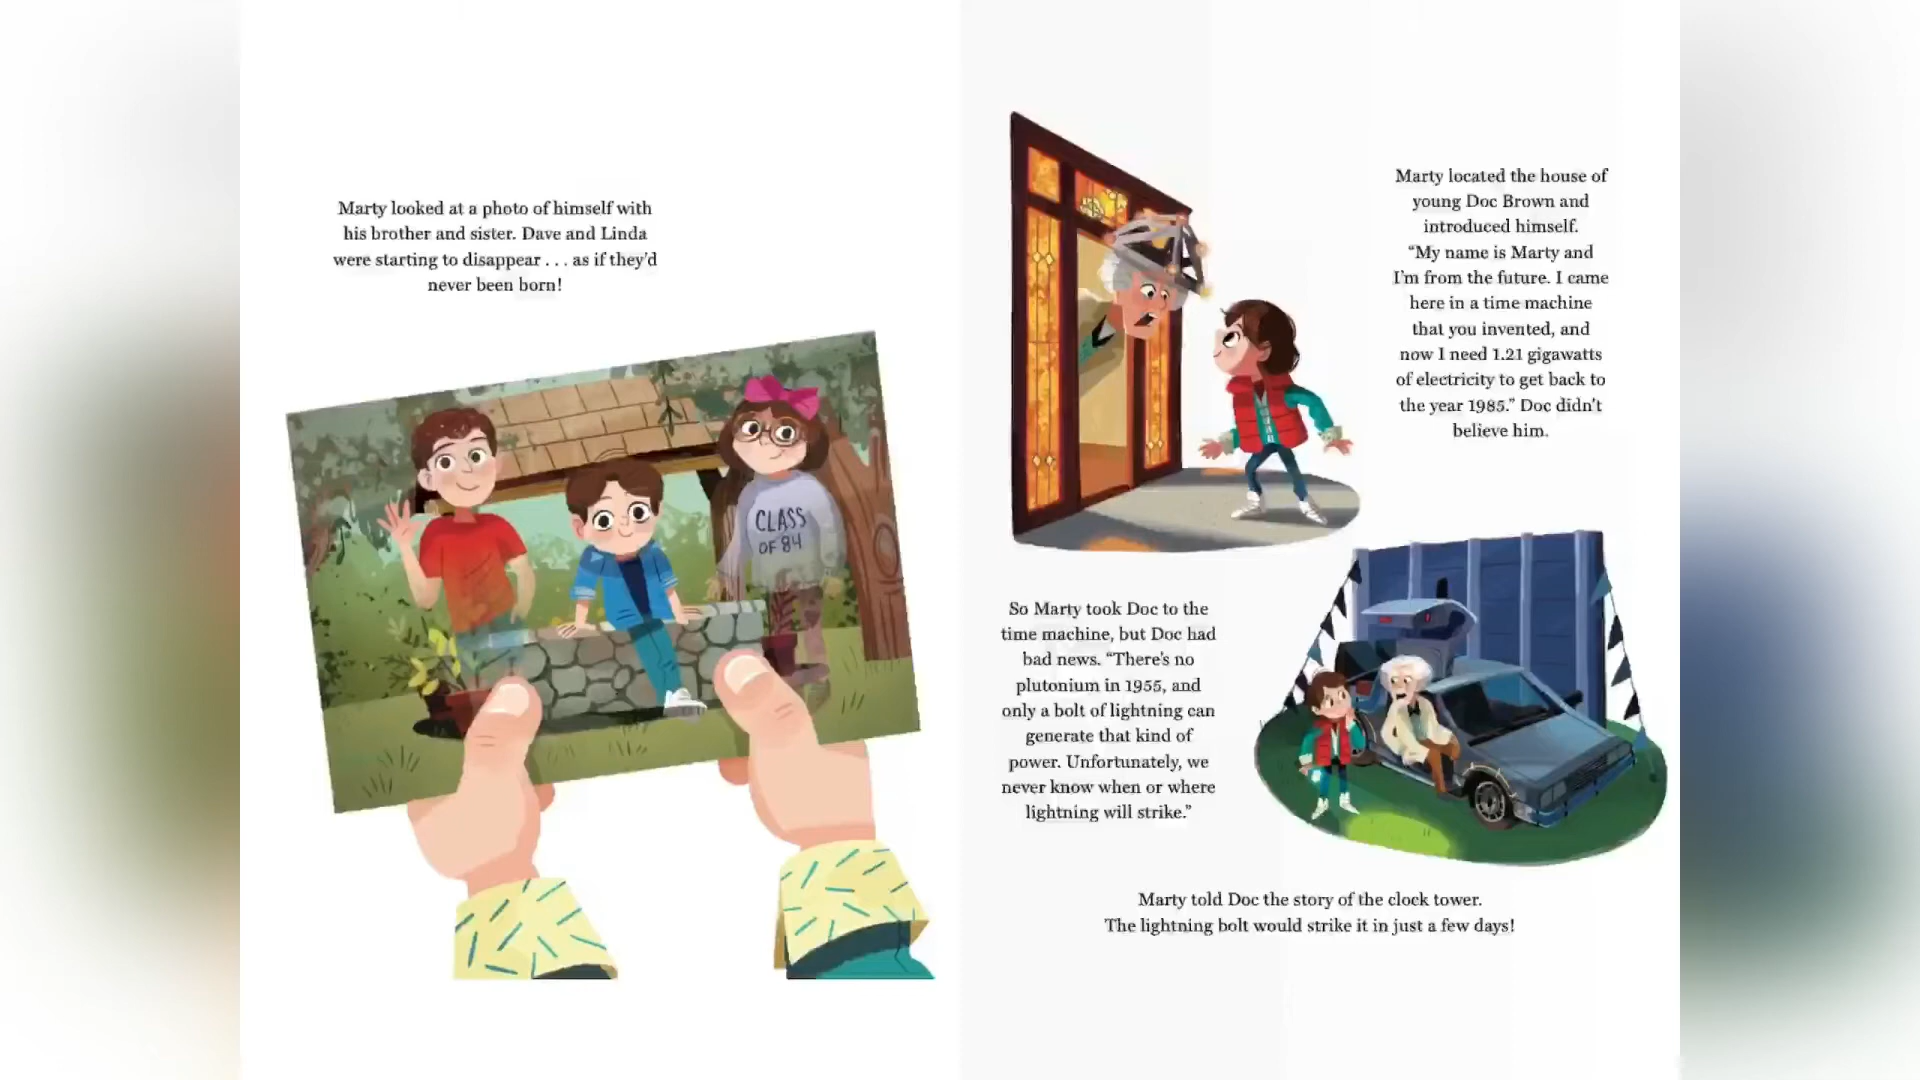 Marty looked at a photo of himself with
his brother and sister. Dave and Linda
were starting to disappear . . . as if they’d
never been born!
CLASS
OF 84
Marty located the house of
young Doc Brown and
introduced himself.
“My name is Marty and
I’m from the future. I came
here in a time machine
that you invented, and
now I need 1.21 gigawatts
of electricity to get back to
the year 1985.” Doc didn’t
believe him.
So Marty took Doc to the
time machine, but Doc had
bad news. “There’s no
plutonium in 1955, and
only a bolt of lightning can
generate that kind of
power. Unfortunately, we
never know when or where
lightning will strike.”
Marty told Doc the story of the clock tower.
The lightning bolt would strike it in just a few days!